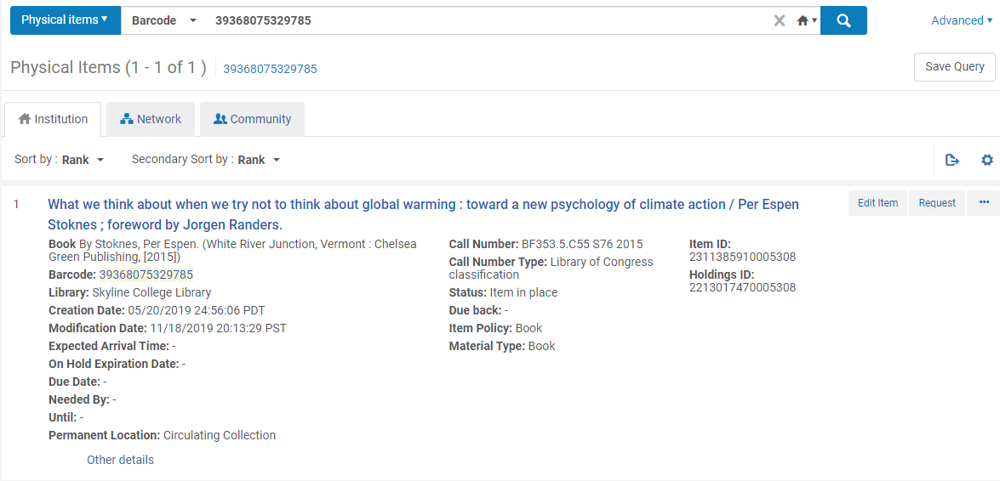 Physical items Barcode 39368075329785 Advanced
Physical Items (1 - 1 of 1 ) 39368075329785 Save Query
Institution Network Community
Sort by : Rank Secondary Sort by : Rank
1 What we think about when we try not to think about global warming : toward a new psychology of climate action / Per Espen
Stoknes ; foreword by Jorgen Randers.
Edit Item Request ...
Book By Stoknes, Per Espen. (White River Junction, Vermont : Chelsea
Green Publishing, [2015])
Barcode: 39368075329785
Library: Skyline College Library
Creation Date: 05/20/2019 24:56:06 PDT
Modification Date: 11/18/2019 20:13:29 PST
Expected Arrival Time: -
On Hold Expiration Date: -
Due Date: -
Needed By: -
Until: -
Permanent Location: Circulating Collection
Other details
Call Number: BF353.5.C55 S76 2015
Call Number Type: Library of Congress
classification
Status: Item in place
Due back: -
Item Policy: Book
Material Type: Book
Item ID:
2311385910005308
Holdings ID:
2213017470005308